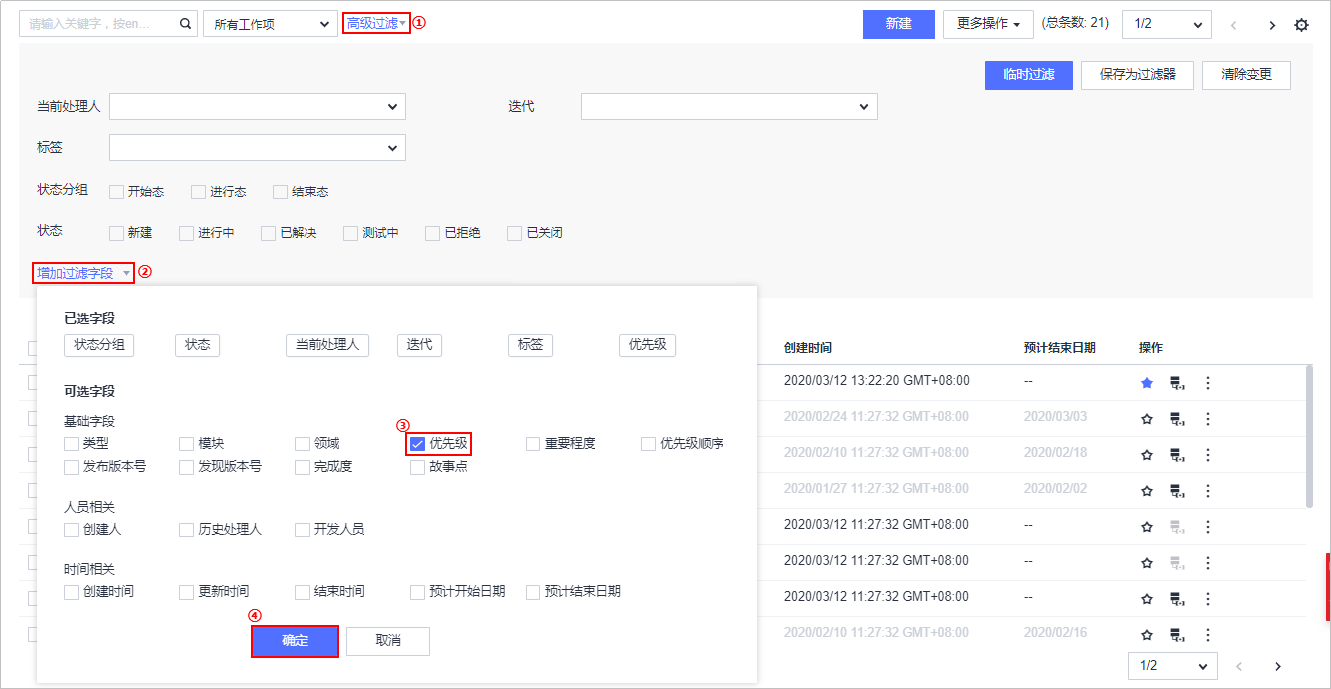 请输入关键字，按en... 所有工作项 高级过滤 ① 新建 更多操作 (总条数: 21) 1/2
临时过滤 保存为过滤器 清除变更
当前处理人 迭代
标签
状态分组 开始态 进行态 结束态
状态 新建 进行中 已解决 测试中 已拒绝 已关闭
增加过滤字段 ②
已选字段
状态分组 状态 当前处理人 迭代 标签 优先级
可选字段
基础字段
③
类型 模块 领域 优先级 重要程度 优先级顺序
发布版本号 发现版本号 完成度 故事点
人员相关
创建人 历史处理人 开发人员
时间相关
创建时间 更新时间 结束时间 预计开始日期 预计结束日期
④
确定 取消
创建时间 预计结束日期 操作
2020/03/12 13:22:20 GMT+08:00 --
2020/02/24 11:27:32 GMT+08:00 2020/03/03
2020/02/10 11:27:32 GMT+08:00 2020/02/18
2020/01/27 11:27:32 GMT+08:00 2020/02/02
2020/03/12 11:27:32 GMT+08:00 --
2020/03/12 11:27:32 GMT+08:00 --
2020/03/12 11:27:32 GMT+08:00 --
2020/02/10 11:27:32 GMT+08:00 2020/02/16
1/2